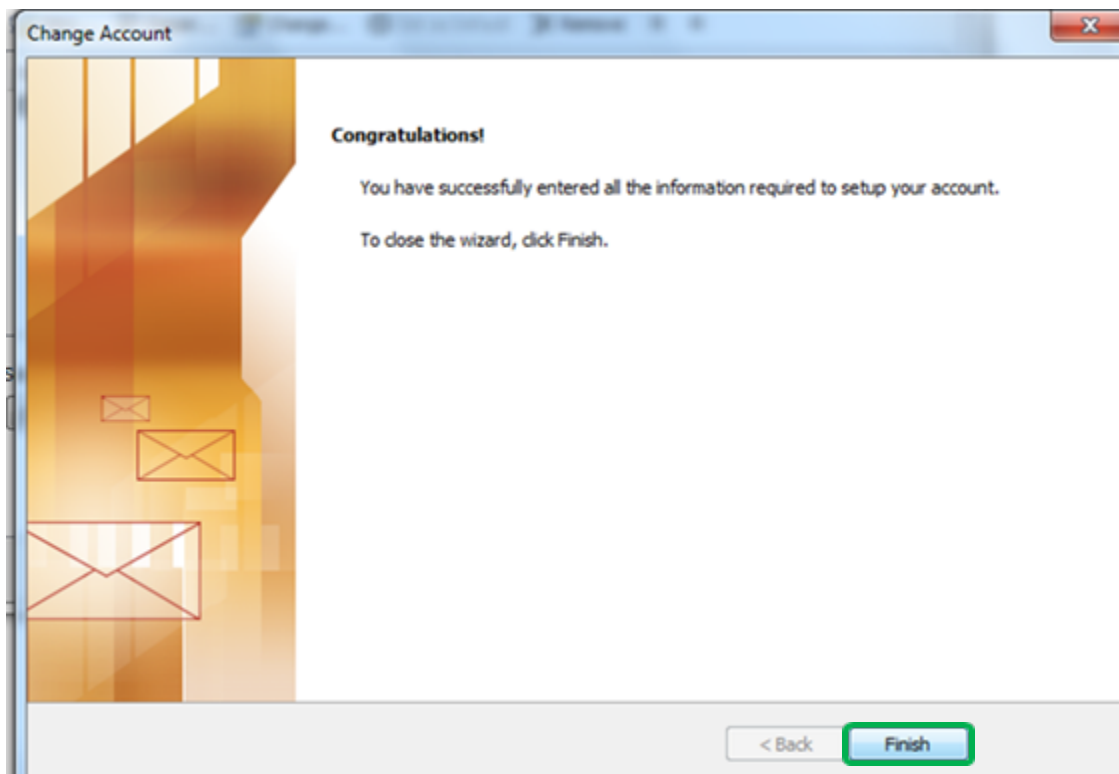 Change Account
Congratulations!
You have successfully entered all the information required to setup your account.
To close the wizard, click Finish.
< Back
Finish